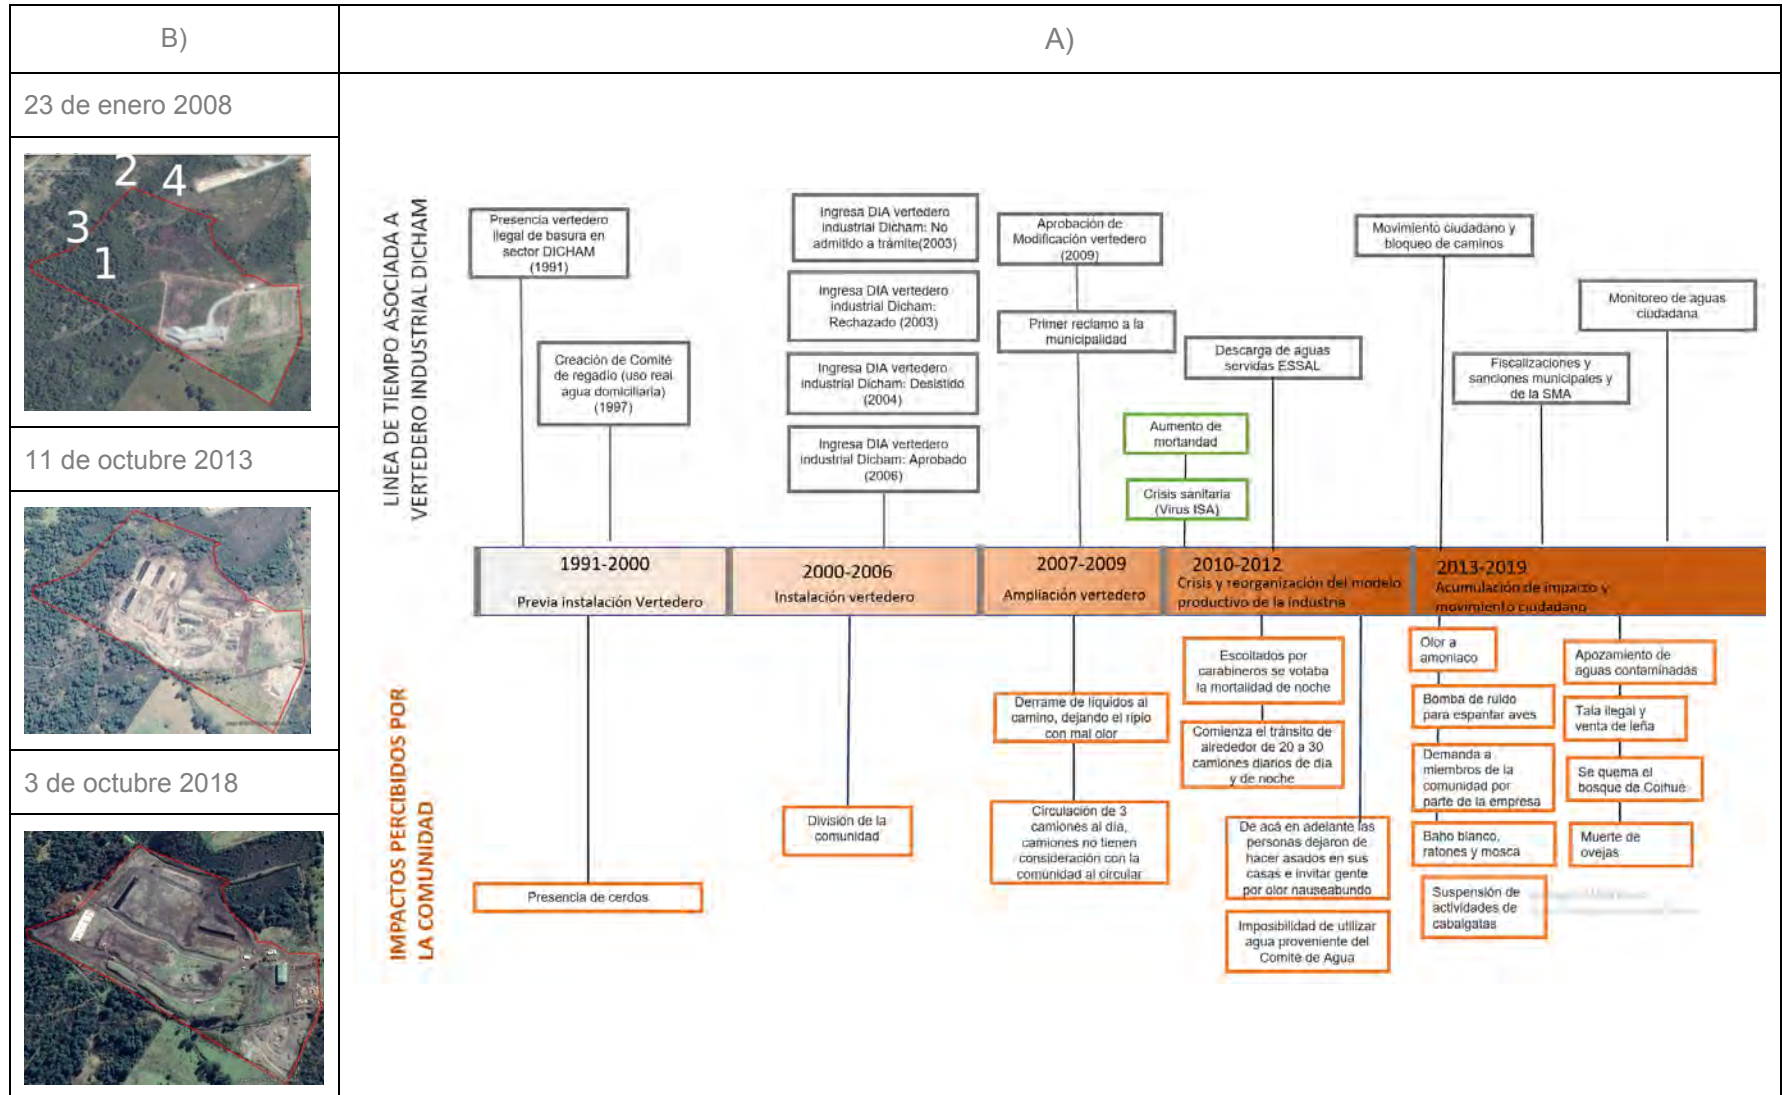 B)
A)
23 de enero 2008
2
4
3
1
11 de octubre 2013
3 de octubre 2018
LINEA DE TIEMPO ASOCIADA A
VERTEDERO INDUSTRIAL DICHAM
Presencia vertedero
ilegal de basura en
sector DICHAM
(1991)
Creación de Comité
de regadío (uso real
agua domiciliaria)
(1997)
Ingresa DIA vertedero
industrial Dicham: No
admitido a trámite(2003)
Ingresa DIA vertedero
industrial Dicham:
Rechazado (2003)
Ingresa DIA vertedero
industrial Dicham: Desistido
(2004)
Ingresa DIA vertedero
industrial Dicham: Aprobado
(2006)
Aprobación de
Modificación vertedero
(2009)
Primer reclamo a la
municipalidad
Aumento de
mortandad
Crisis sanitaria
(Virus ISA)
Descarga de aguas
servidas ESSAL
Movimiento ciudadano y
bloqueo de caminos
Fiscalizaciones y
sanciones municipales y
de la SMA
Monitoreo de aguas
ciudadana
1991-2000
Previa instalación Vertedero
2000-2006
Instalación vertedero
2007-2009
Ampliación vertedero
2010-2012
Crisis y reorganización del modelo
productivo de la industria
2013-2019
Acumulación de impacto y
movimiento ciudadano
IMPACTOS PERCIBIDOS POR
LA COMUNIDAD
Presencia de cerdos
División de la
comunidad
Derrame de líquidos al
camino, dejando el ripio
con mal olor
Circulación de 3
camiones al día,
camiones no tienen
consideración con la
comunidad al circular
Escoltados por
carabineros se votaba
la mortalidad de noche
Comienza el tránsito de
alrededor de 20 a 30
camiones diarios de día
y de noche
De acá en adelante las
personas dejaron de
hacer asados en sus
casas e invitar gente
por olor nauseabundo
Imposibilidad de utilizar
agua proveniente del
Comité de Agua
Olor a
amoniaco
Bomba de ruido
para espantar aves
Demanda a
miembros de la
comunidad por
parte de la empresa
Baho blanco,
ratones y mosca
Suspensión de
actividades de
cabalgatas
Apozamiento de
aguas contaminadas
Tala ilegal y
venta de leña
Se quema el
bosque de Coihue
Muerte de
ovejas